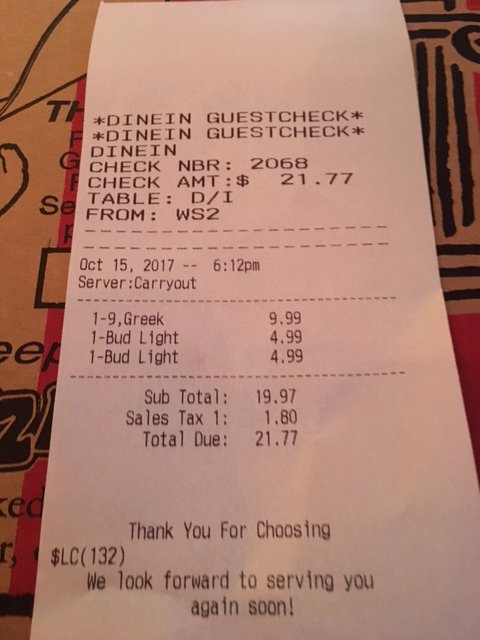 *DINEIN GUESTCHECK*
*DINEIN GUESTCHECK*
DINEIN
CHECK NBR: 2068
CHECK AMT:$ 21.77
TABLE: D/I
FROM: WS2
Oct 15, 2017 -- 6:12pm
Server:Carryout
1-9,Greek 9.99
1-Bud Light 4.99
1-Bud Light 4.99
Sub Total: 19.97
Sales Tax 1: 1.80
Total Due: 21.77
Thank You For Choosing
$LC(132)
We look forward to serving you
again soon!